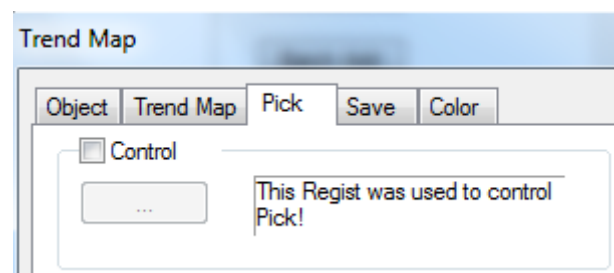 Trend Map
Object
Trend Map
Pick
Save
Color
Control
...
This Regist was used to control
Pick!